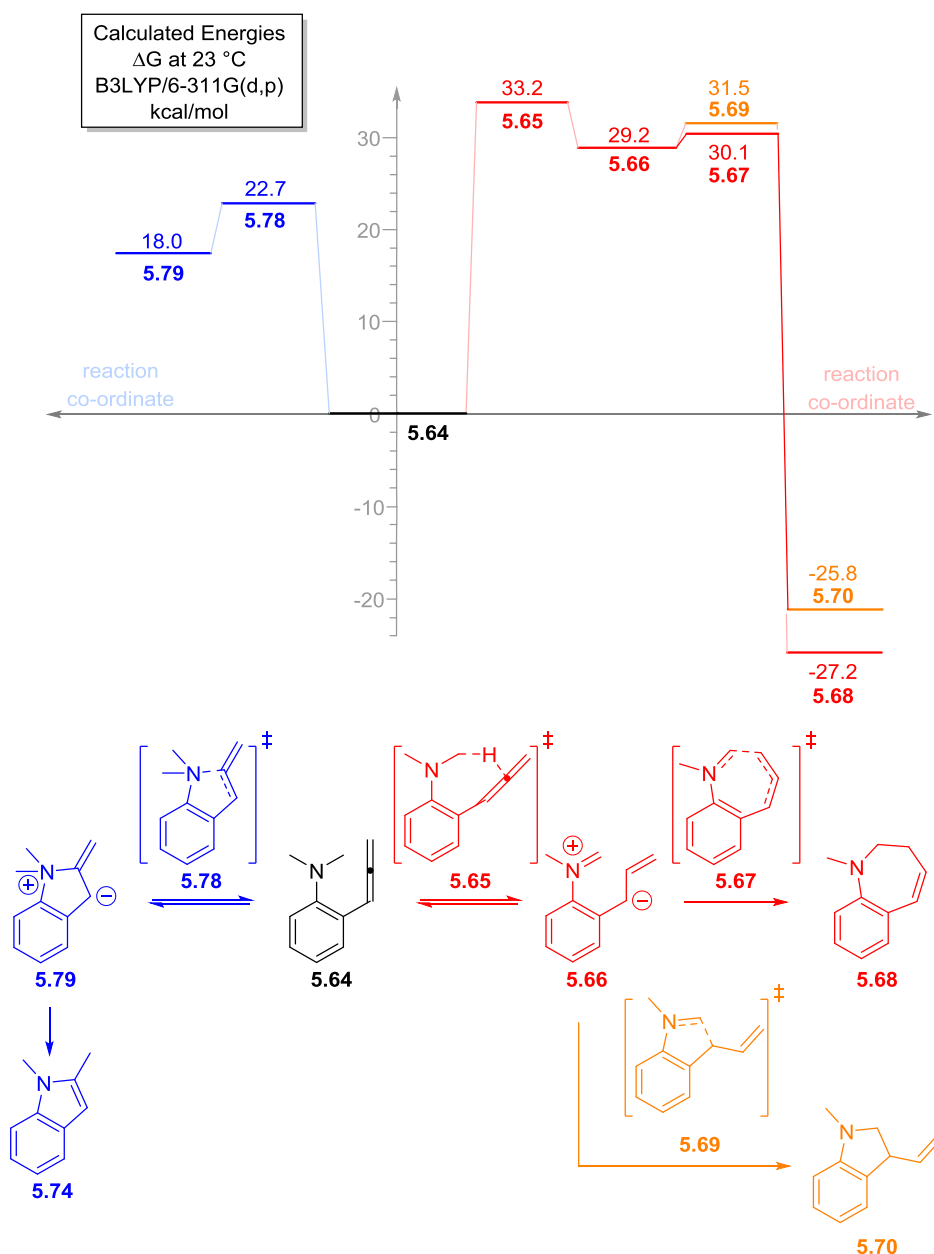 Calculated Energies
ΔG at 23 °C
B3LYP/6-311G(d,p)
kcal/mol
33.2
5.65
31.5
5.69
30
29.2
5.66
30.1
5.67
22.7
5.78
20
18.0
5.79
10
reaction
co-ordinate
reaction
co-ordinate
0
5.64
-10
-20
-25.8
5.70
-27.2
5.68
‡
‡
‡
N
N
H
N
5.78
5.65
5.67
N
+
−
N
N
+
−
N
5.79
5.64
5.66
5.68
‡
N
N
5.69
N
5.74
5.70